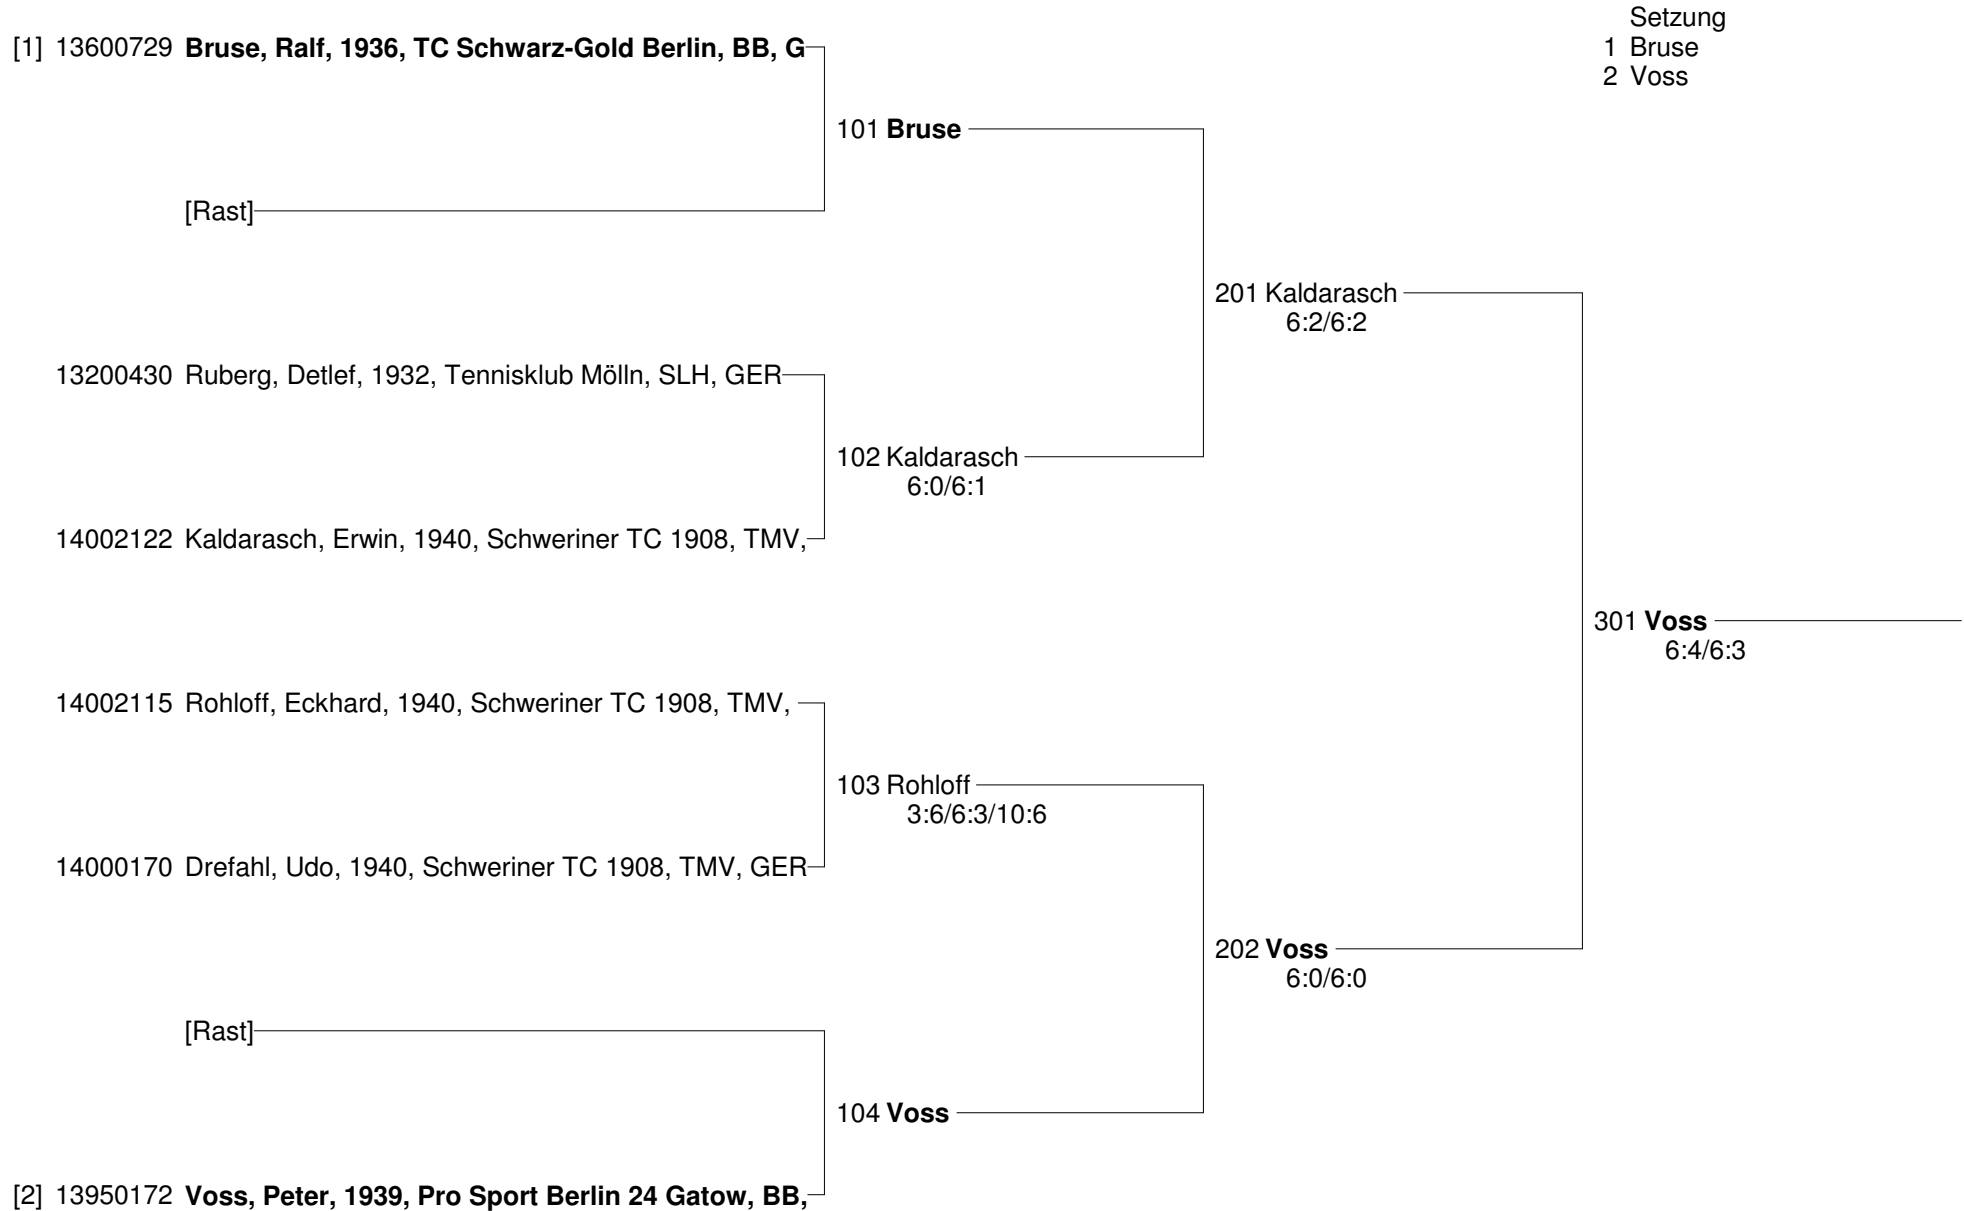 Setzung
1 Bruse
2 Voss
[1] 13600729 Bruse, Ralf, 1936, TC Schwarz-Gold Berlin, BB, G
101 Bruse
[Rast]
201 Kaldarasch
6:2/6:2
13200430 Ruberg, Detlef, 1932, Tennisklub Mölln, SLH, GER
102 Kaldarasch
6:0/6:1
14002122 Kaldarasch, Erwin, 1940, Schweriner TC 1908, TMV,
301 Voss
6:4/6:3
14002115 Rohloff, Eckhard, 1940, Schweriner TC 1908, TMV,
103 Rohloff
3:6/6:3/10:6
14000170 Drefahl, Udo, 1940, Schweriner TC 1908, TMV, GER
202 Voss
6:0/6:0
[Rast]
104 Voss
[2] 13950172 Voss, Peter, 1939, Pro Sport Berlin 24 Gatow, BB,